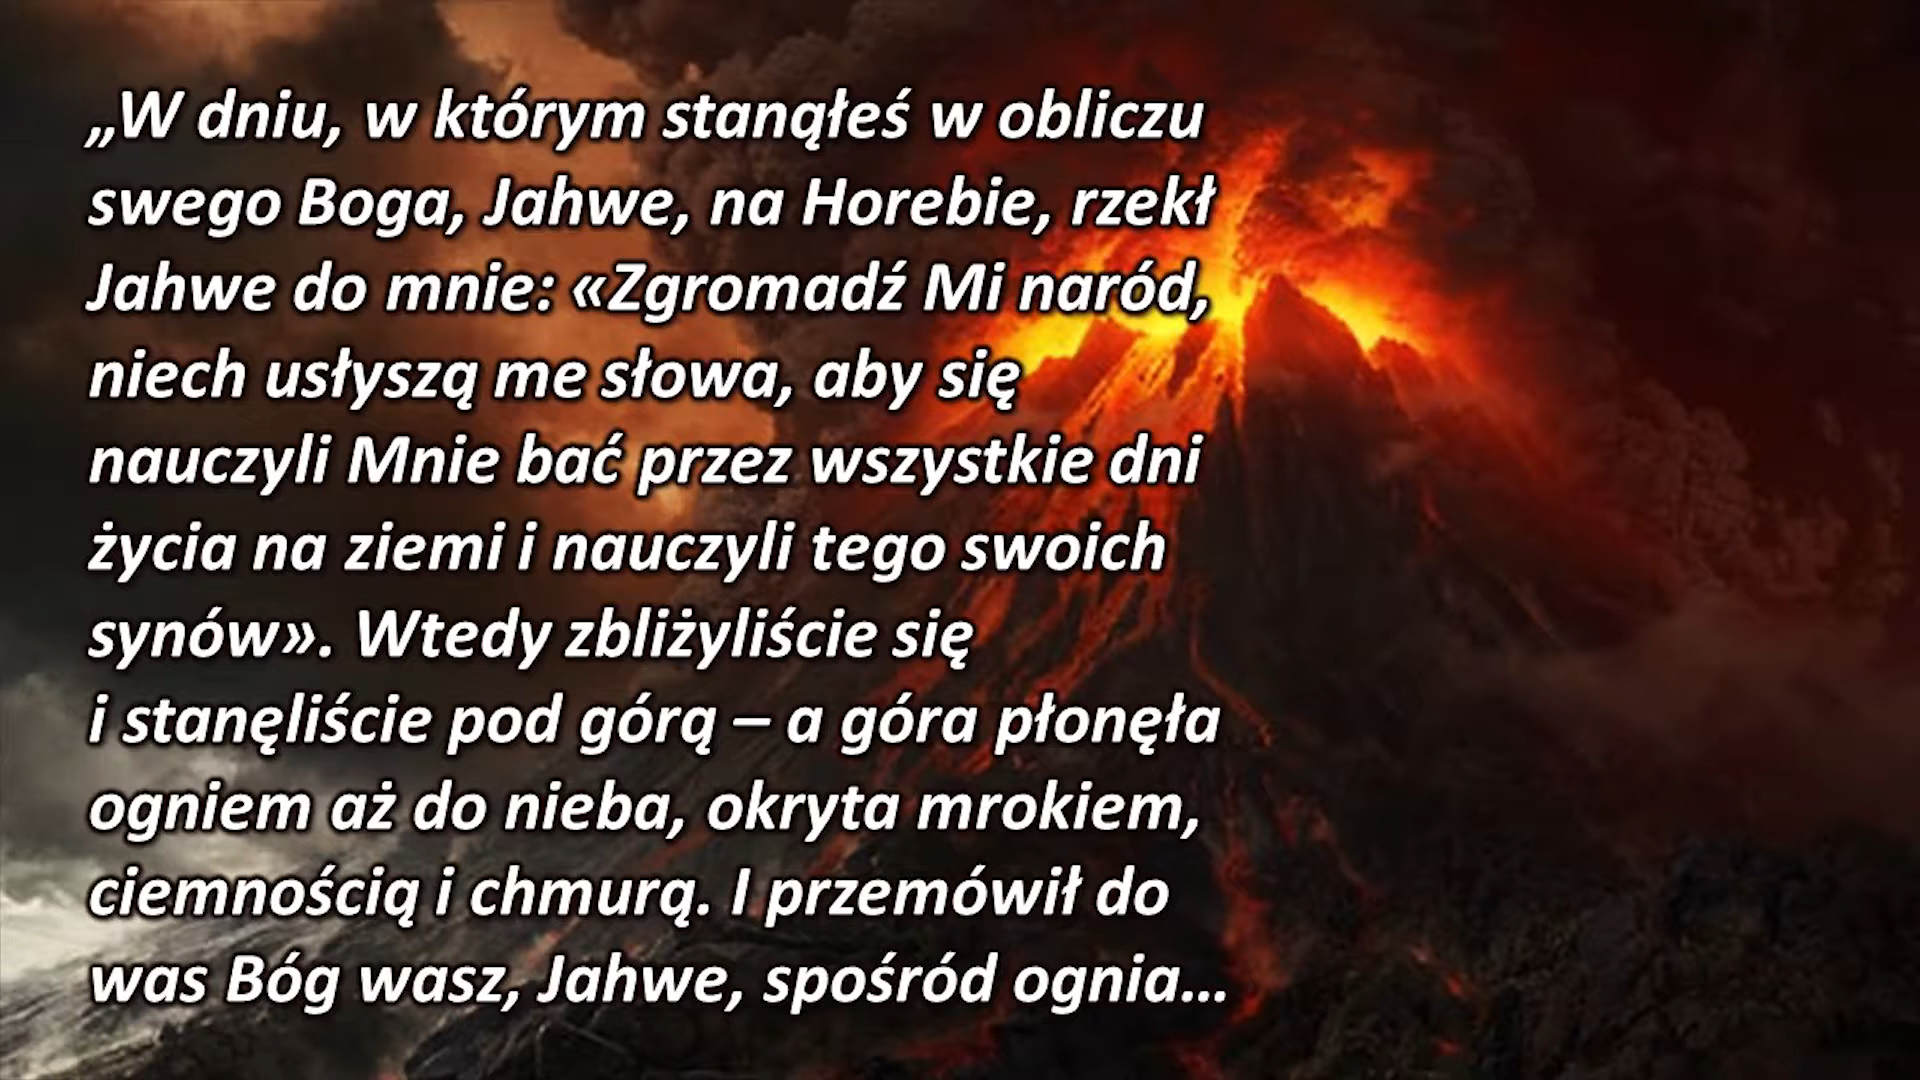 „W dniu, w którym stanąłeś w obliczu
swego Boga, Jahwe, na Horebie, rzekł
Jahwe do mnie: «Zgromadź Mi naród,
niech usłyszą me słowa, aby się
nauczyli Mnie bać przez wszystkie dni
życia na ziemi i nauczyli tego swoich
synów». Wtedy zbliżyliście się
i stanęliście pod górą – a góra płonęła
ogniem aż do nieba, okryta mrokiem,
ciemnością i chmurą. I przemówił do
was Bóg wasz, Jahwe, spośród ognia...